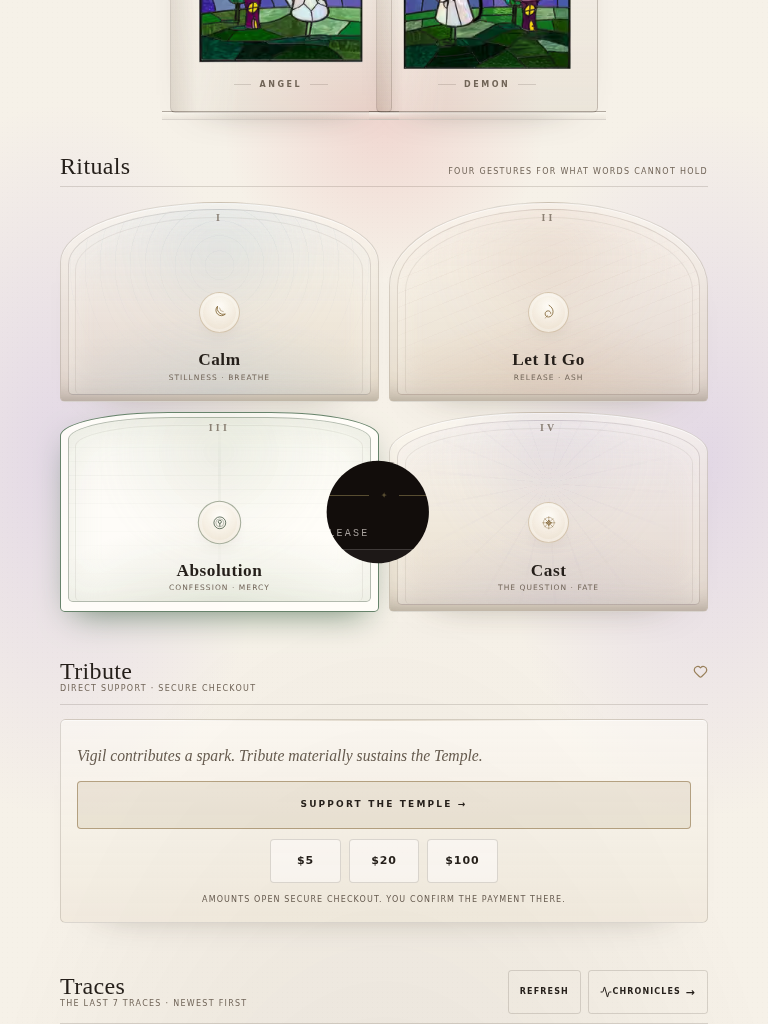 ANGEL
DEMON
Rituals
FOUR GESTURES FOR WHAT WORDS CANNOT HOLD
I
Calm
STILLNESS · BREATHE
II
Let It Go
RELEASE · ASH
III
Absolution
CONFESSION · MERCY
LEASE
IV
Cast
THE QUESTION · FATE
Tribute
DIRECT SUPPORT · SECURE CHECKOUT
Vigil contributes a spark. Tribute materially sustains the Temple.
SUPPORT THE TEMPLE →
$5
$20
$100
AMOUNTS OPEN SECURE CHECKOUT. YOU CONFIRM THE PAYMENT THERE.
Traces
THE LAST 7 TRACES · NEWEST FIRST
REFRESH
CHRONICLES →